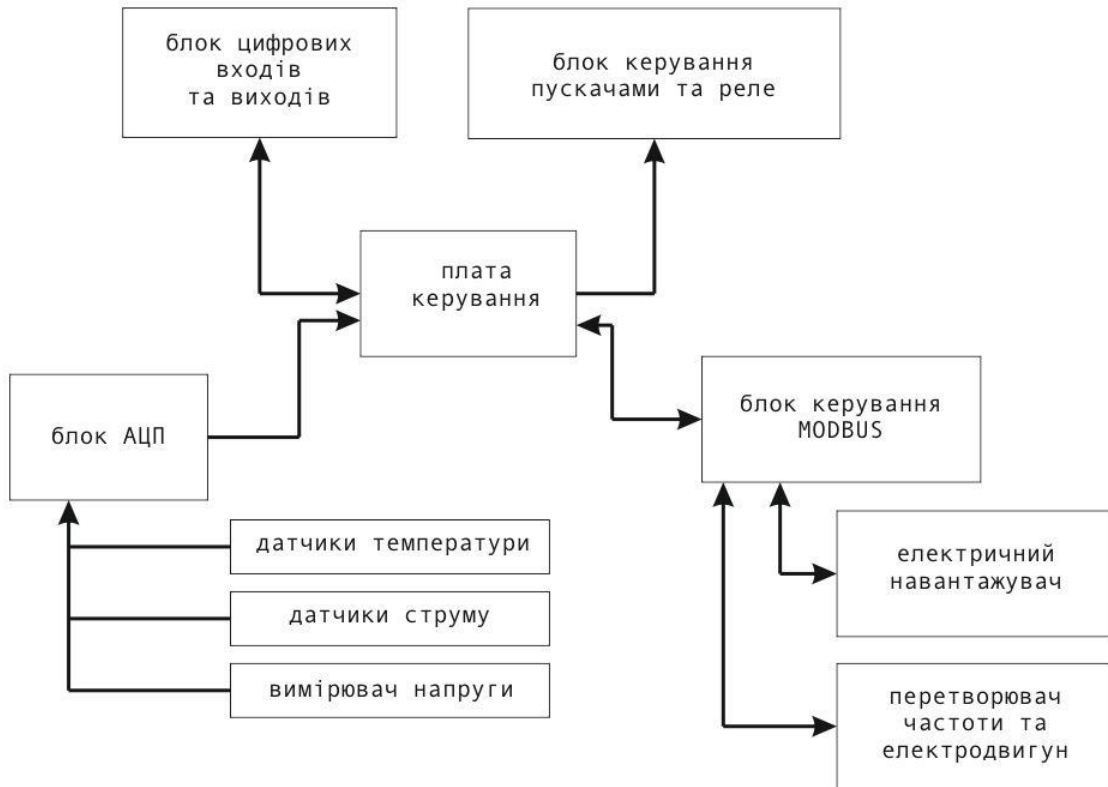 блок цифрових
входів
та виходів
блок керування
пускачами та реле
плата
керування
блок АЦП
блок керування
MODBUS
датчики температури
датчики струму
вимірювач напруги
електричний
навантажувач
перетворювач
частоти та
електродвигун